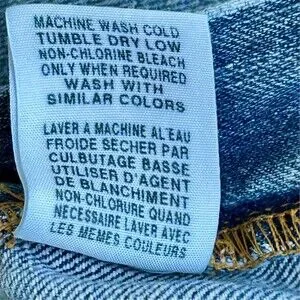 MACHINE WASH COLD
TUMBLE DRY LOW
NON-CHLORINE BLEACH
ONLY WHEN REQUIRED
WASH WITH
SIMILAR COLORS
LAVER A MACHINE AL'EAU
FROIDE SECHER PAR
CULBUTAGE BASSE
UTILISER D'AGENT
DE BLANCHIMENT
NON-CHLORURE QUAND
NÉCESSAIRE LAVER AVEC
LES MEMES COULEURS